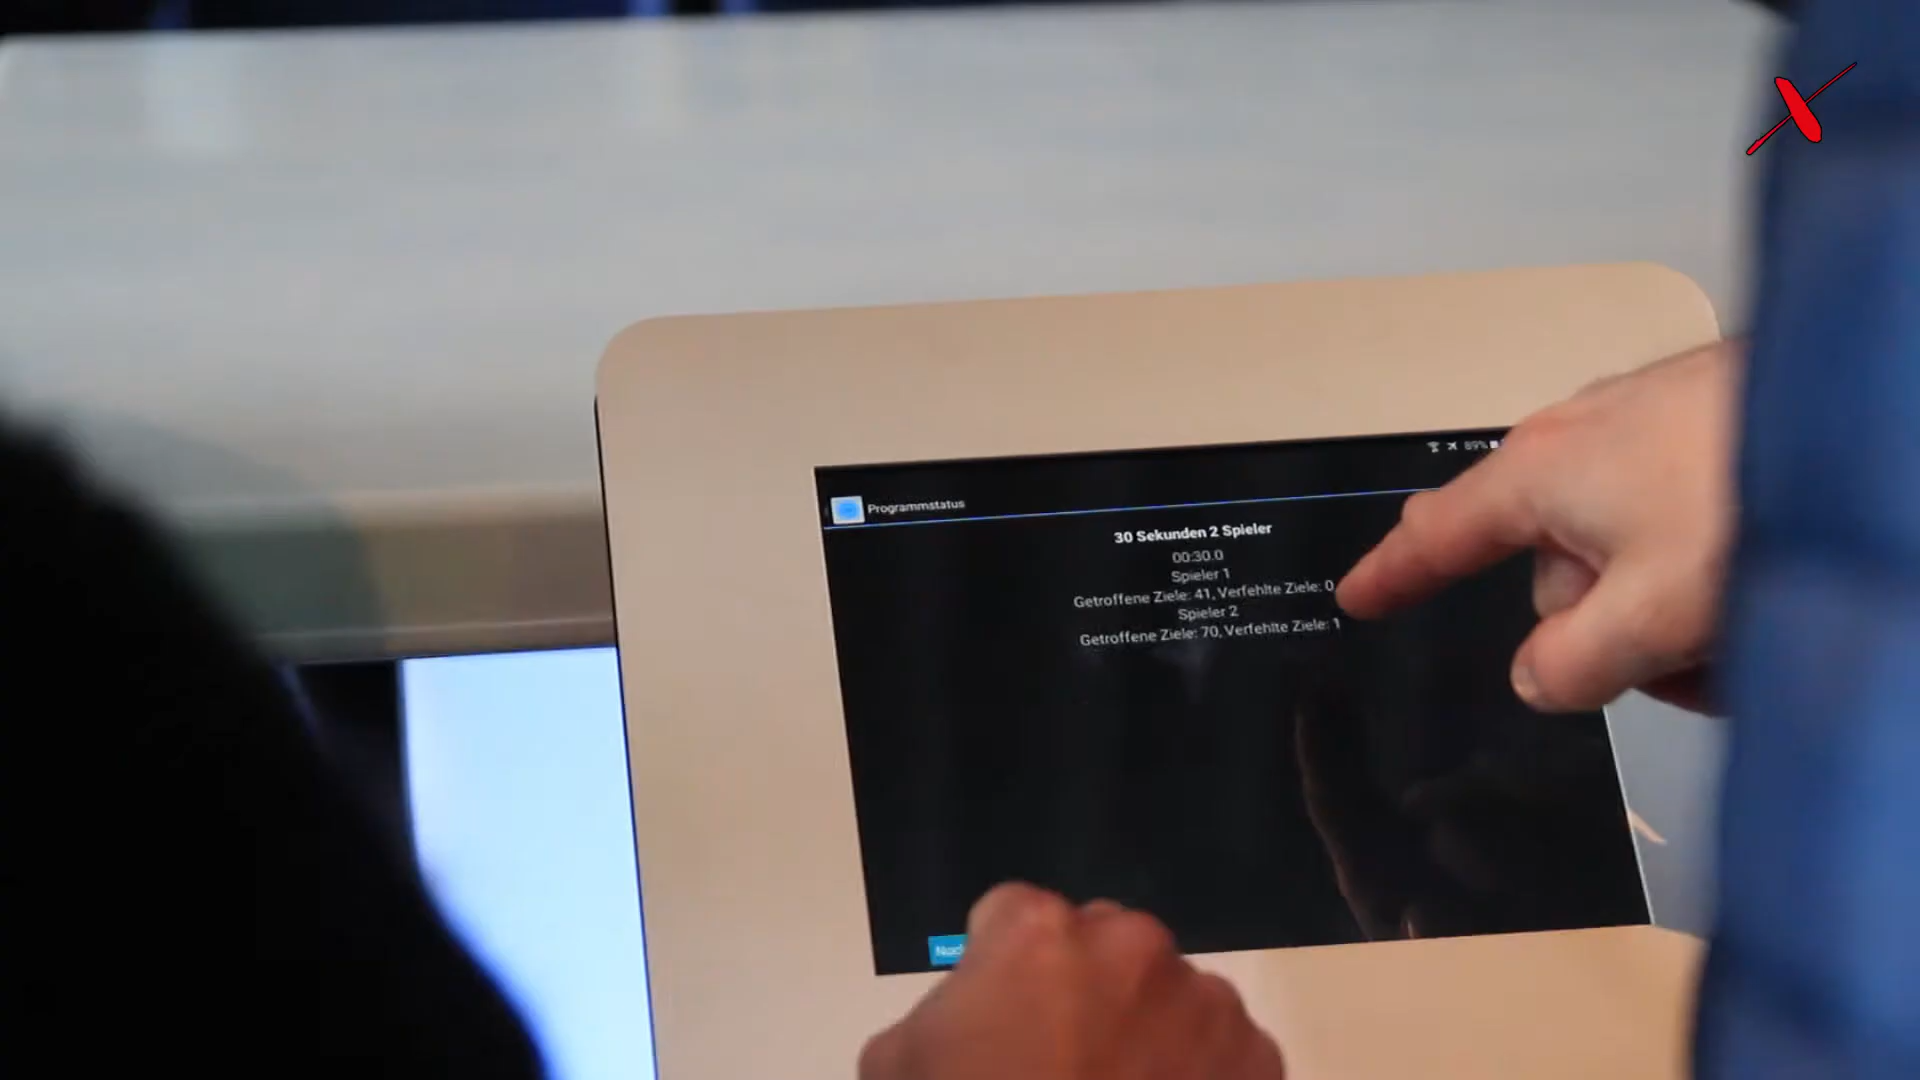 89%
Programmstatus
30 Sekunden 2 Spieler
00:30.0
Spieler 1
Getroffene Ziele: 41, Verfehlte Ziele: 0
Spieler 2
Getroffene Ziele: 70, Verfehlte Ziele: 1